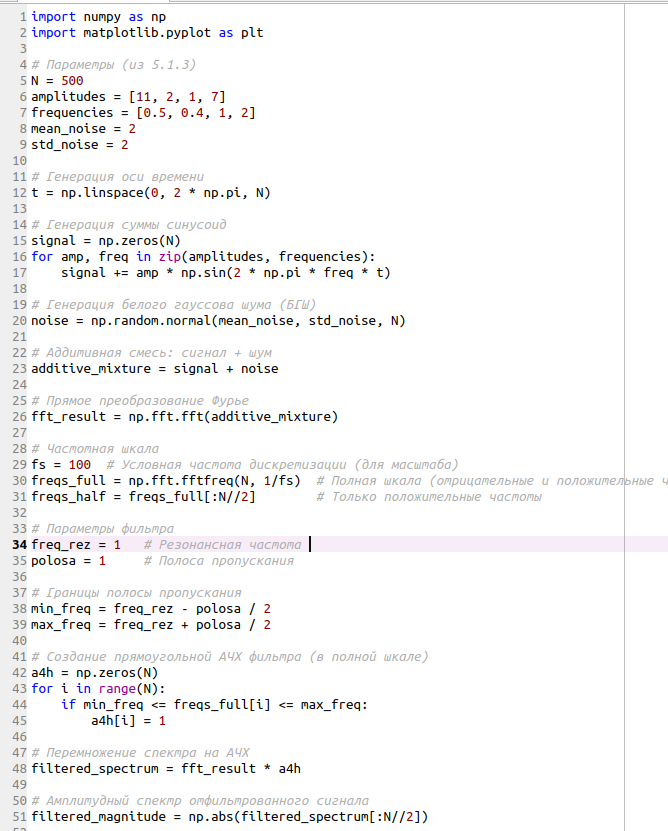 1 import numpy as np
2 import matplotlib.pyplot as plt
3
4 # Параметры (из 5.1.3)
5 N = 500
6 amplitudes = [11, 2, 1, 7]
7 frequencies = [0.5, 0.4, 1, 2]
8 mean_noise = 2
9 std_noise = 2
10
11 # Генерация оси времени
12 t = np.linspace(0, 2 * np.pi, N)
13
14 # Генерация суммы синусоид
15 signal = np.zeros(N)
16 for amp, freq in zip(amplitudes, frequencies):
17     signal += amp * np.sin(2 * np.pi * freq * t)
18
19 # Генерация белого гауссова шума (БГШ)
20 noise = np.random.normal(mean_noise, std_noise, N)
21
22 # Аддитивная смесь: сигнал + шум
23 additive_mixture = signal + noise
24
25 # Прямое преобразование Фурье
26 fft_result = np.fft.fft(additive_mixture)
27
28 # Частотная шкала
29 fs = 100  # Условная частота дискретизации (для масштаба)
30 freqs_full = np.fft.fftfreq(N, 1/fs)  # Полная шкала (отрицательные и положительные ч
31 freqs_half = freqs_full[:N//2]        # Только положительные частоты
32
33 # Параметры фильтра
34 freq_rez = 1   # Резонансная частота
35 polosa = 1     # Полоса пропускания
36
37 # Границы полосы пропускания
38 min_freq = freq_rez - polosa / 2
39 max_freq = freq_rez + polosa / 2
40
41 # Создание прямоугольной АЧХ фильтра (в полной шкале)
42 a4h = np.zeros(N)
43 for i in range(N):
44     if min_freq <= freqs_full[i] <= max_freq:
45         a4h[i] = 1
46
47 # Перемножение спектра на АЧХ
48 filtered_spectrum = fft_result * a4h
49
50 # Амплитудный спектр отфильтрованного сигнала
51 filtered_magnitude = np.abs(filtered_spectrum[:N//2])